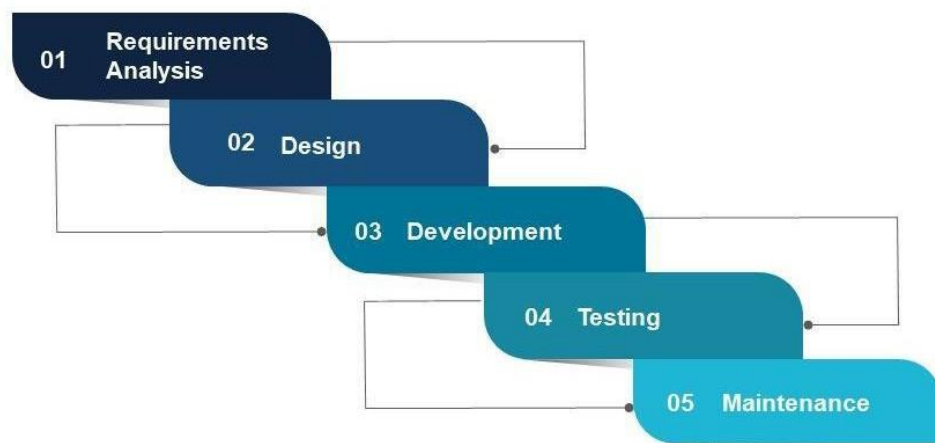 01 Requirements
Analysis
02 Design
03 Development
04 Testing
05 Maintenance